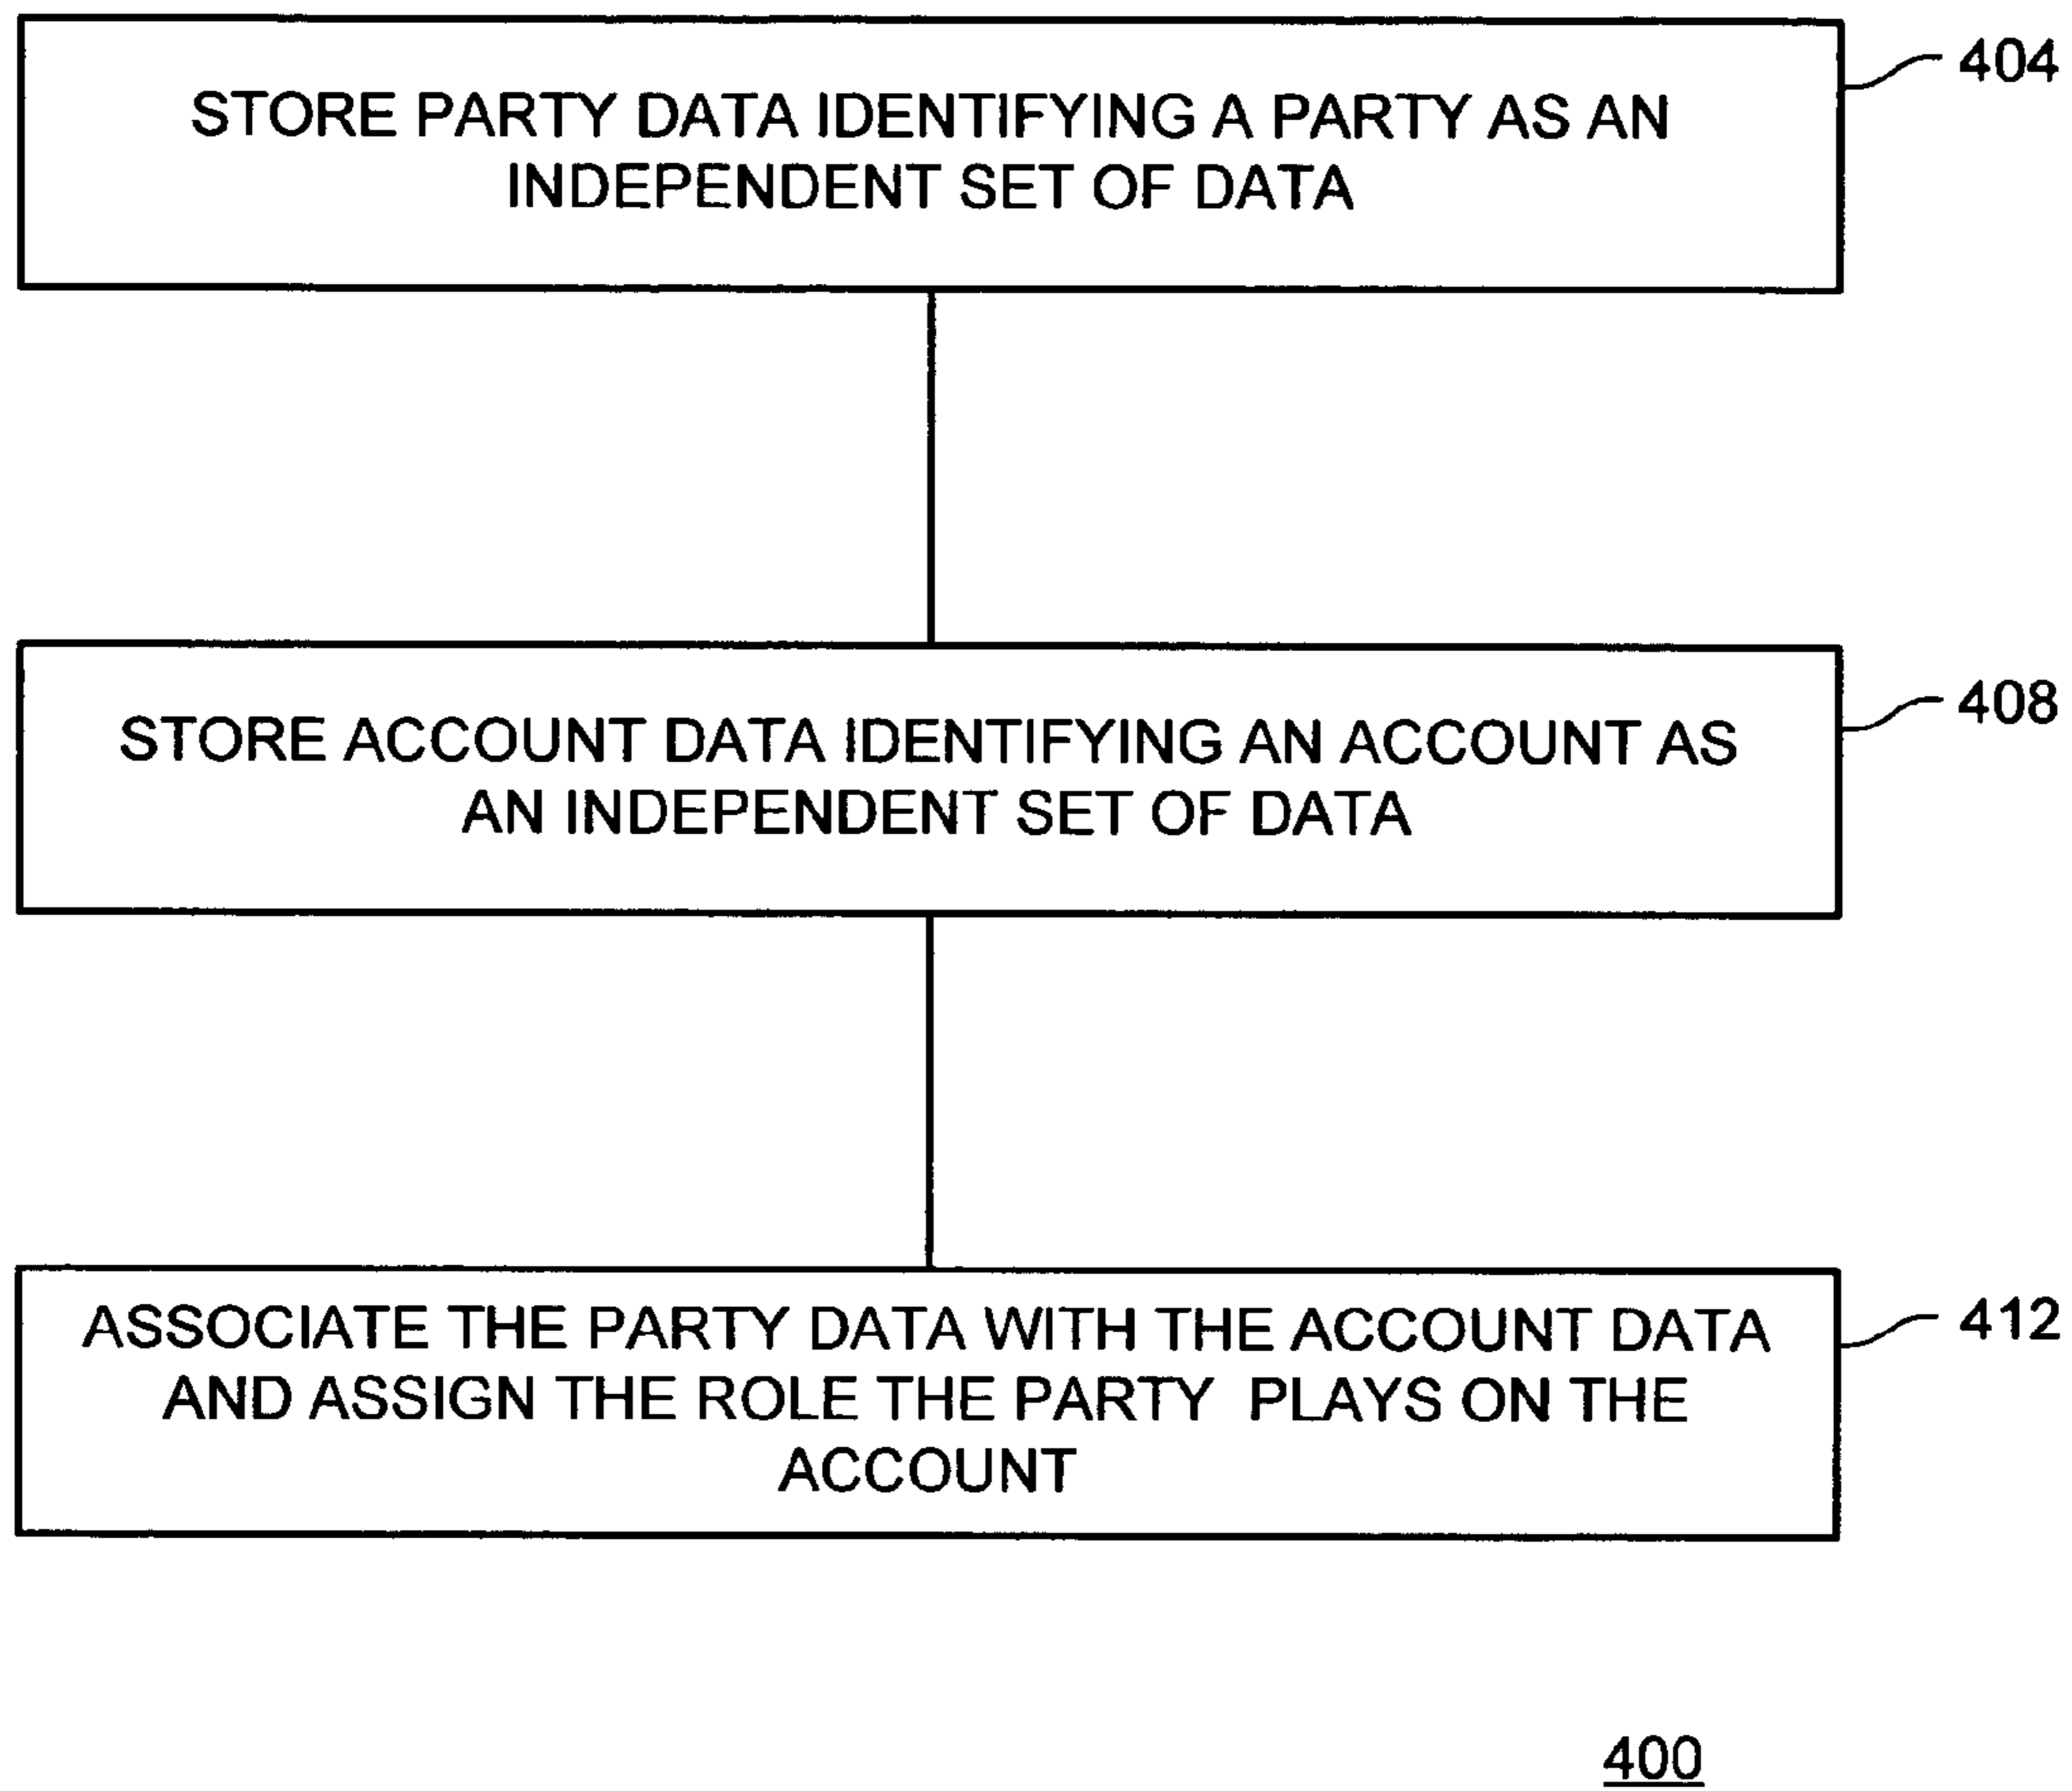 404
STORE PARTY DATA IDENTIFYING A PARTY AS AN
INDEPENDENT SET OF DATA
408
STORE ACCOUNT DATA IDENTIFYING AN ACCOUNT AS
AN INDEPENDENT SET OF DATA
412
ASSOCIATE THE PARTY DATA WITH THE ACCOUNT DATA
AND ASSIGN THE ROLE THE PARTY PLAYS ON THE
ACCOUNT
400